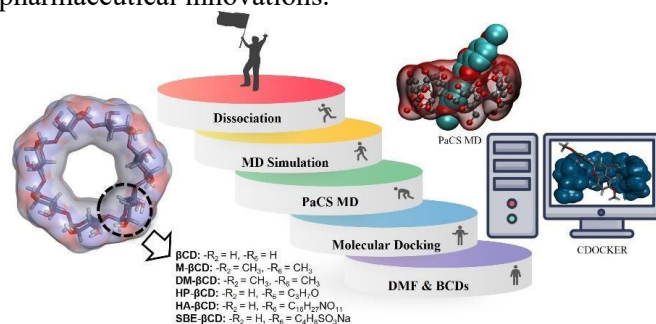 pharmaceutical innovations.
Dissociation
MD Simulation
PaCS MD
Molecular Docking
DMF & BCDs
PaCS MD
CDOCKER
βCD: -R₂ = H, -R₆ = H
M-βCD: -R₂ = CH₃, -R₆ = CH₃
DM-βCD: -R₂ = CH₃, -R₆ = CH₃
HP-βCD: -R₂ = H, -R₆ = C₃H₇O
HA-βCD: -R₂ = H, -R₆ = C₁₆H₂₇NO₁₁
SBE-βCD: -R₂ = H, -R₆ = C₄H₈SO₃Na